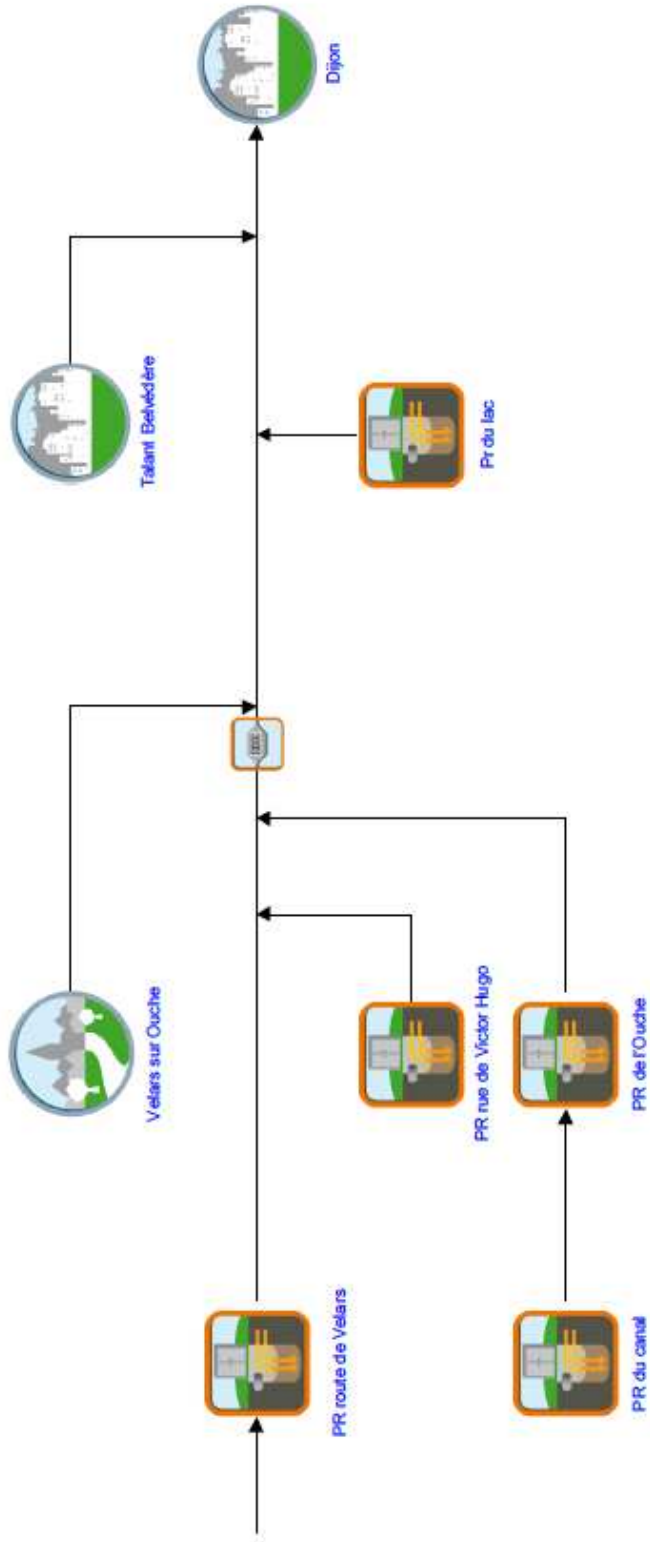 Velars sur Ouche
Talant Belvédère
Dijon
PR route de Velars
PR rue de Victor Hugo
Pr du lac
PR du canal
PR de l'Ouche